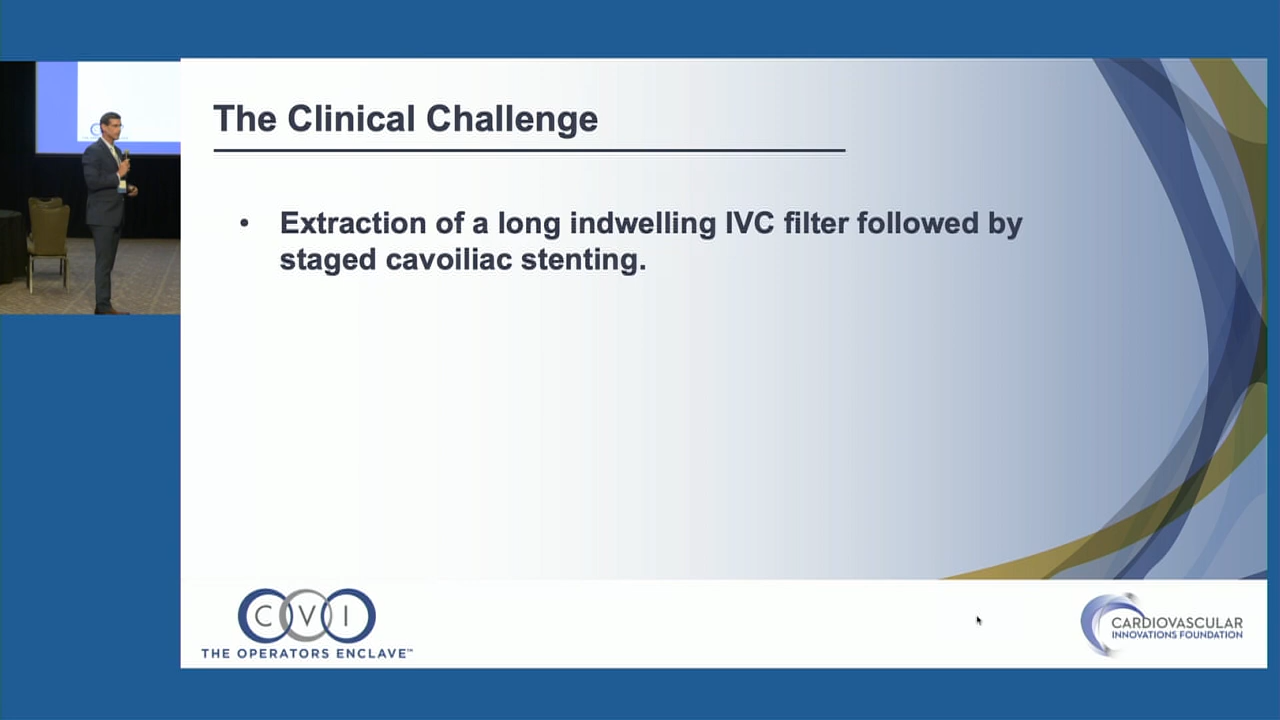 The Clinical Challenge
• Extraction of a long indwelling IVC filter followed by
staged cavoiliac stenting.
CVI
THE OPERATORS ENCLAVE™
CARDIOVASCULAR
INNOVATIONS FOUNDATION